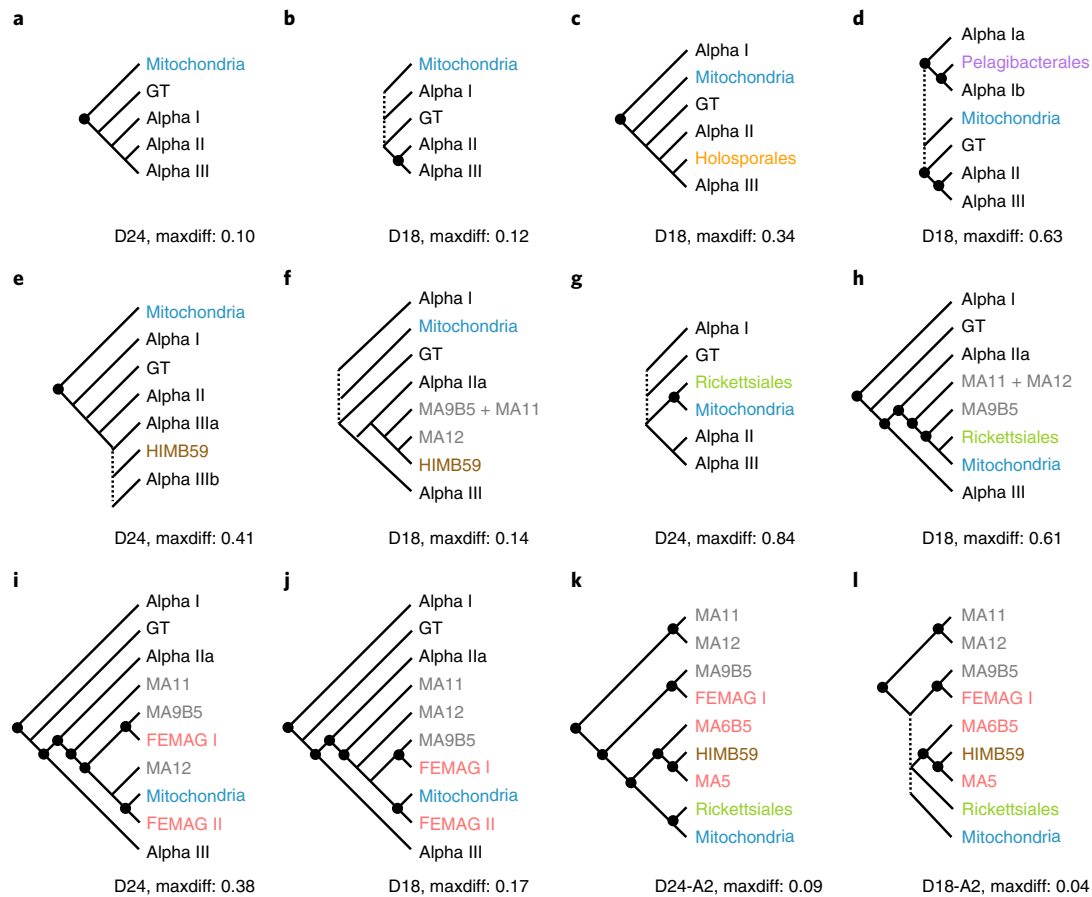 a
Mitochondria
GT
Alpha I
Alpha II
Alpha III
D24, maxdiff: 0.10
b
Mitochondria
Alpha I
GT
Alpha II
Alpha III
D18, maxdiff: 0.12
c
Alpha I
Mitochondria
GT
Alpha II
Holosporales
Alpha III
D18, maxdiff: 0.34
d
Alpha Ia
Pelagibacterales
Alpha Ib
Mitochondria
GT
Alpha II
Alpha III
D18, maxdiff: 0.63
e
Mitochondria
Alpha I
GT
Alpha II
Alpha IIIa
HIMB59
Alpha IIIb
D24, maxdiff: 0.41
f
Alpha I
Mitochondria
GT
Alpha IIa
MA9B5 + MA11
MA12
HIMB59
Alpha III
D18, maxdiff: 0.14
g
Alpha I
GT
Rickettsiales
Mitochondria
Alpha II
Alpha III
D24, maxdiff: 0.84
h
Alpha I
GT
Alpha IIa
MA11 + MA12
MA9B5
Rickettsiales
Mitochondria
Alpha III
D18, maxdiff: 0.61
i
Alpha I
GT
Alpha IIa
MA11
MA9B5
FEMAG I
MA12
Mitochondria
FEMAG II
Alpha III
D24, maxdiff: 0.38
j
Alpha I
GT
Alpha IIa
MA11
MA12
MA9B5
FEMAG I
Mitochondria
FEMAG II
Alpha III
D18, maxdiff: 0.17
k
MA11
MA12
MA9B5
FEMAG I
MA6B5
HIMB59
MA5
Rickettsiales
Mitochondria
D24-A2, maxdiff: 0.09
l
MA11
MA12
MA9B5
FEMAG I
MA6B5
HIMB59
MA5
Rickettsiales
Mitochondria
D18-A2, maxdiff: 0.04